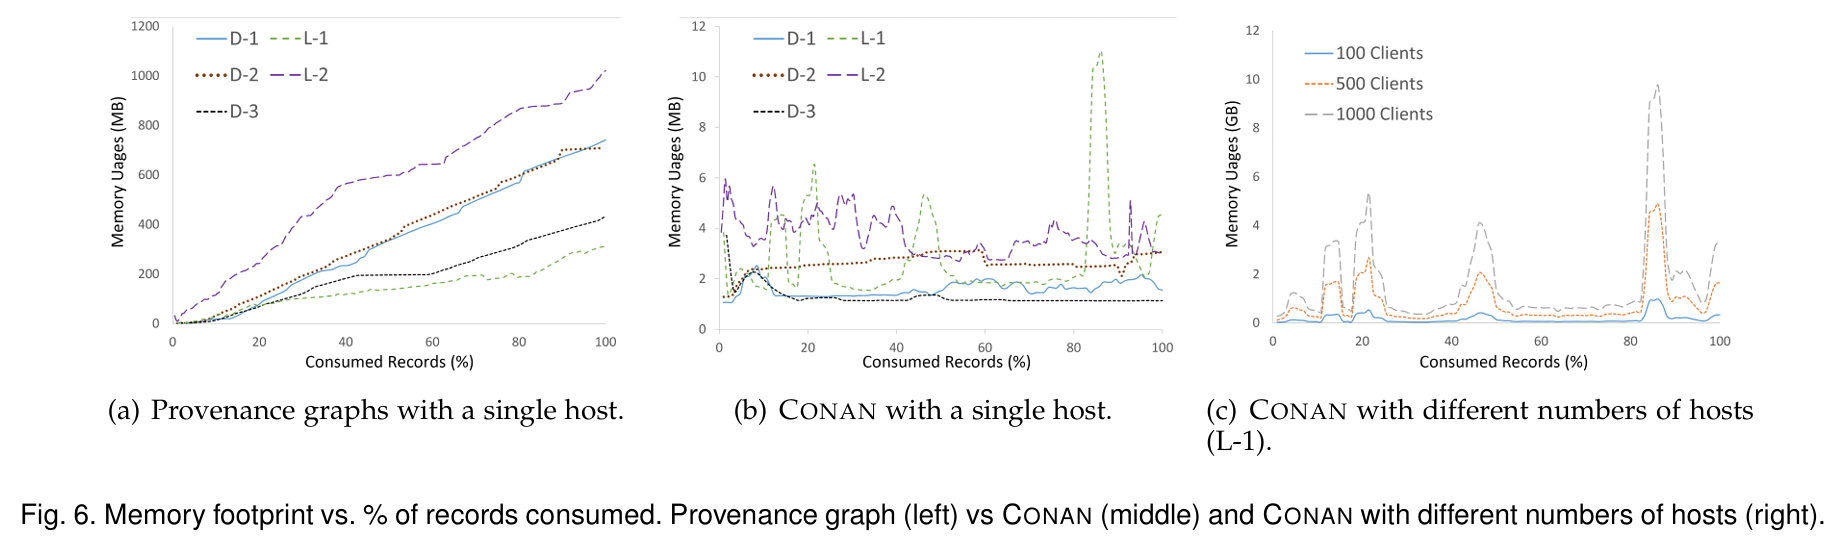 1200
1000
800
600
400
200
0
Memory Uages (MB)
D-1 L-1
D-2 L-2
D-3
0 20 40 60 80 100
Consumed Records (%)
(a) Provenance graphs with a single host.
12
10
8
6
4
2
0
Memory Uages (MB)
D-1 L-1
D-2 L-2
D-3
0 20 40 60 80 100
Consumed Records (%)
(b) CONAN with a single host.
12
10
8
6
4
2
0
Memory Uages (GB)
100 Clients
500 Clients
1000 Clients
0 20 40 60 80 100
Consumed Records (%)
(c) CONAN with different numbers of hosts
(L-1).
Fig. 6. Memory footprint vs. % of records consumed. Provenance graph (left) vs CONAN (middle) and CONAN with different numbers of hosts (right).